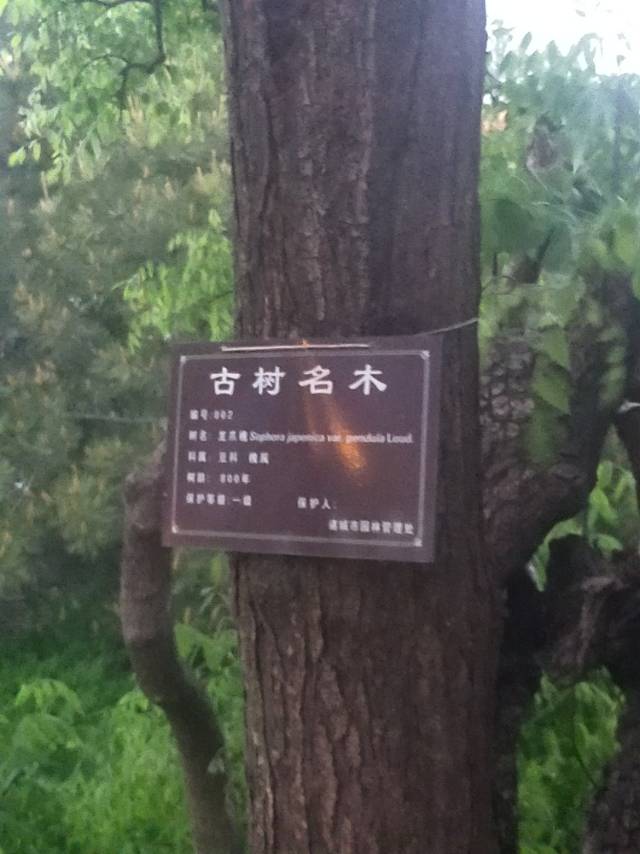 古树名木
编号:002
树名: 龙爪槐 Sophora japonica var. pendula Loud.
科属: 豆科 槐属
树龄: 800年
保护等级:一级 保护人:
诸城市园林管理处